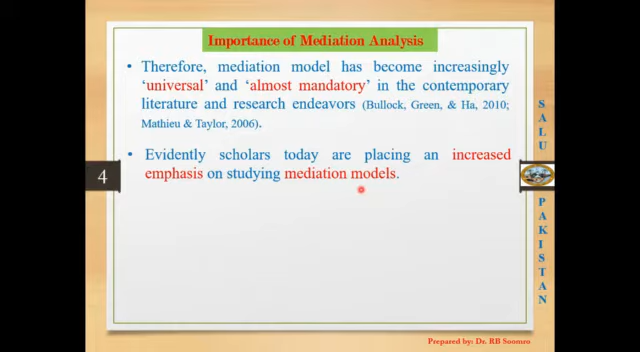 Importance of Mediation Analysis
• Therefore, mediation model has become increasingly
'universal' and 'almost mandatory' in the contemporary
literature and research endeavors (Bullock, Green, & Ha, 2010;
Mathieu & Taylor, 2006).
• Evidently scholars today are placing an increased
emphasis on studying mediation models.
4
SALU
PAKISTAN
Prepared by: Dr. RB Soomro